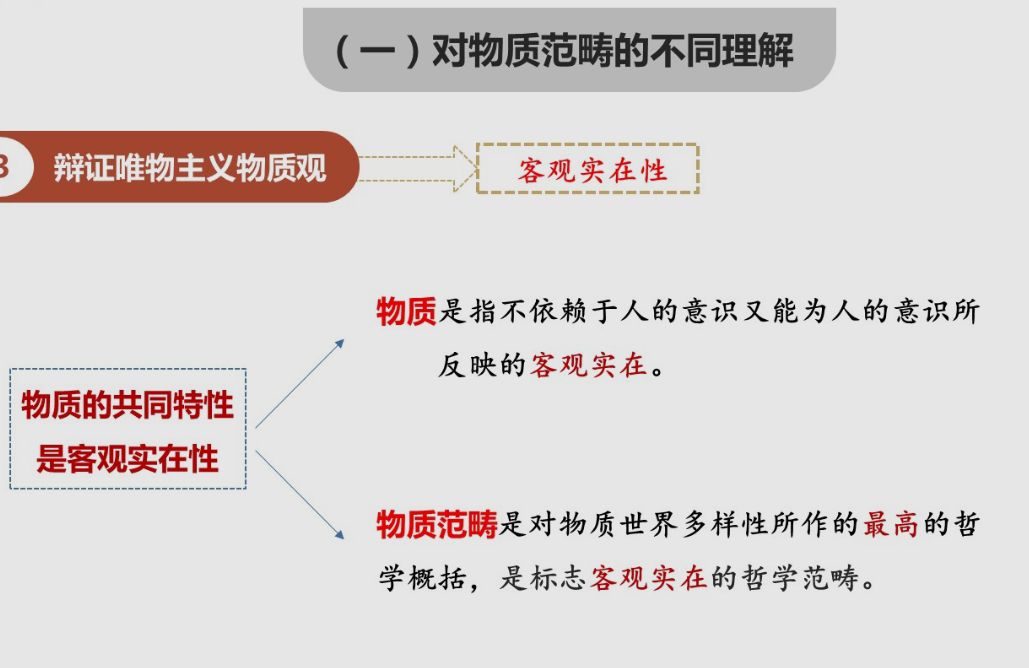 （一）对物质范畴的不同理解
3
辩证唯物主义物质观
客观实在性
物质是指不依赖于人的意识又能为人的意识所
反映的客观实在。
物质的共同特性
是客观实在性
物质范畴是对物质世界多样性所作的最高的哲
学概括，是标志客观实在的哲学范畴。